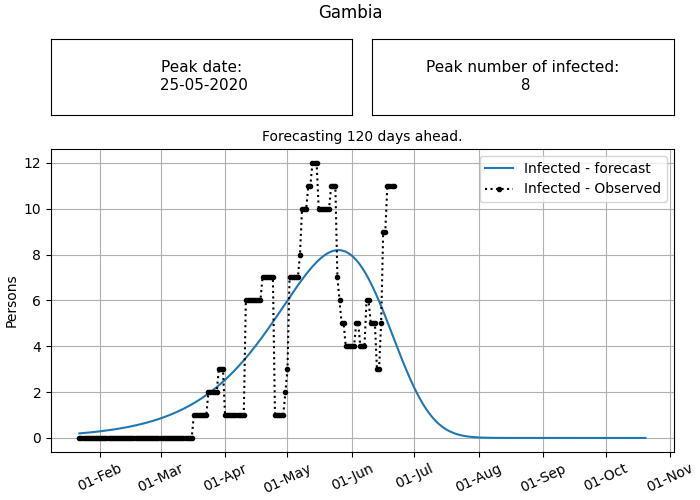 Gambia
Peak date:
25-05-2020
Peak number of infected:
8
Forecasting 120 days ahead.
Infected - forecast
Infected - Observed
Persons
12
10
8
6
4
2
0
01-Feb
01-Mar
01-Apr
01-May
01-Jun
01-Jul
01-Aug
01-Sep
01-Oct
01-Nov